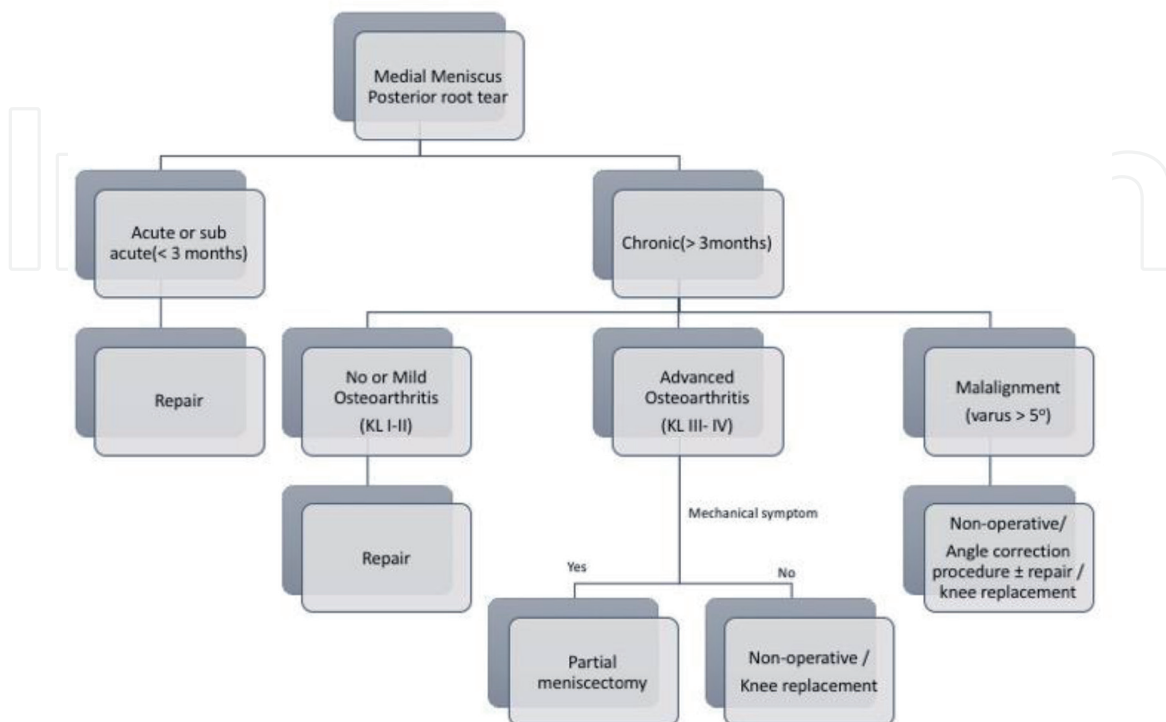 Medial Meniscus
Posterior root tear
Acute or sub
acute(< 3 months)
Chronic(> 3months)
Repair
No or Mild
Osteoarthritis
(KL I-II)
Advanced
Osteoarthritis
(KL III- IV)
Malalignment
(varus > 5°)
Repair
Mechanical symptom
Yes
No
Non-operative/
Angle correction
procedure ± repair /
knee replacement
Partial
meniscectomy
Non-operative /
Knee replacement